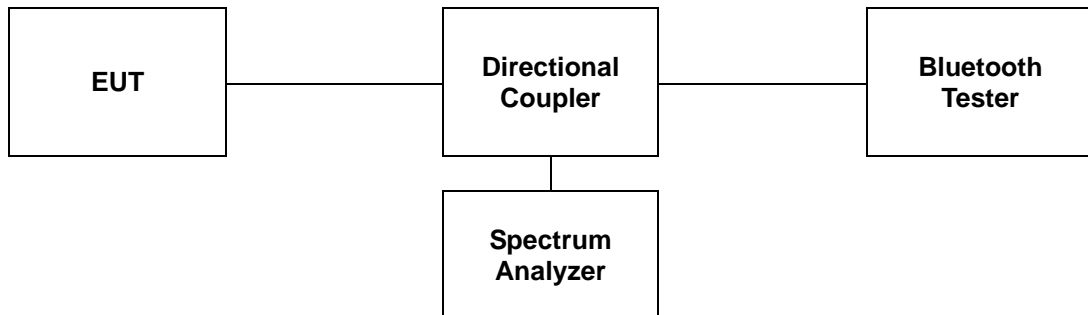 EUT
Directional
Coupler
Bluetooth
Tester
Spectrum
Analyzer